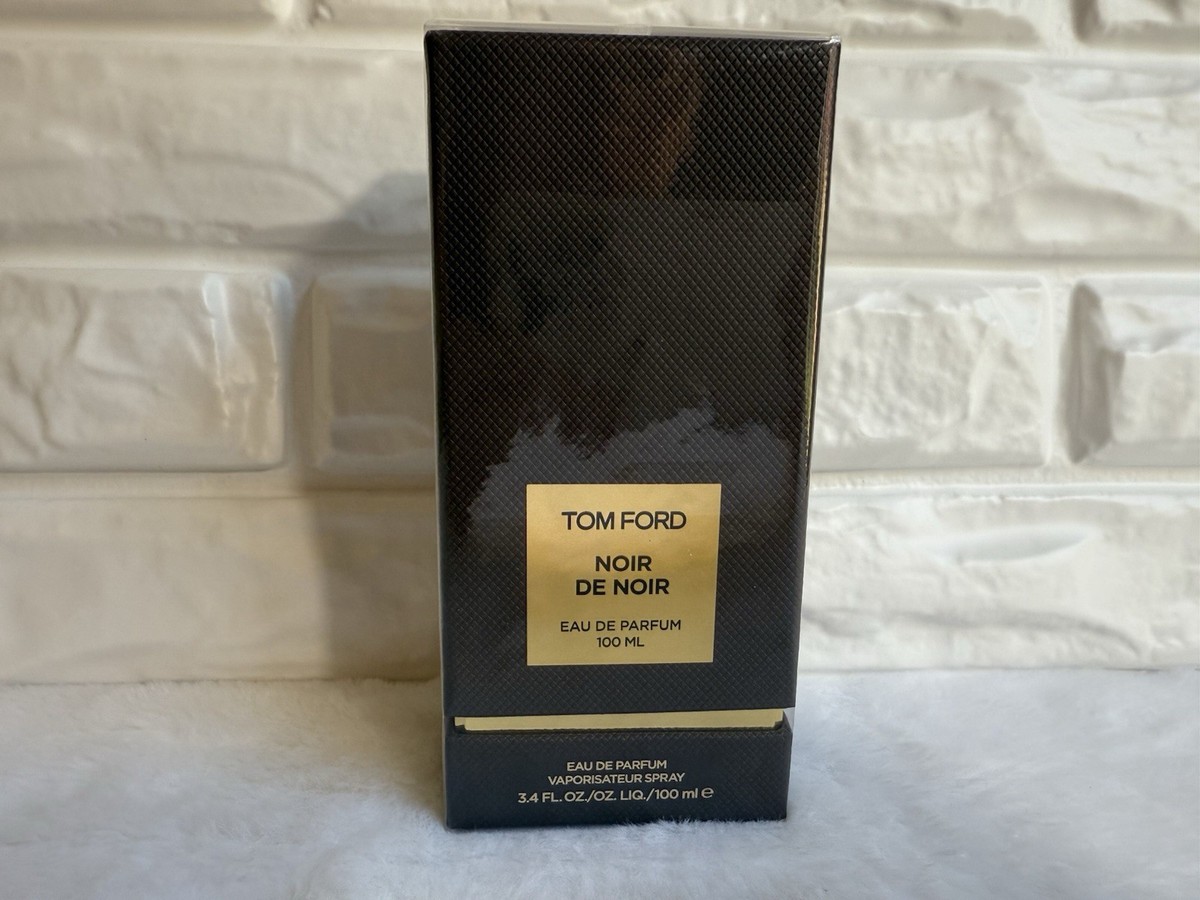 TOM FORD
NOIR
DE NOIR
EAU DE PARFUM
100 ML
EAU DE PARFUM
VAPORISATEUR SPRAY
3.4 FL. OZ./OZ. LIQ./100 ml ℮